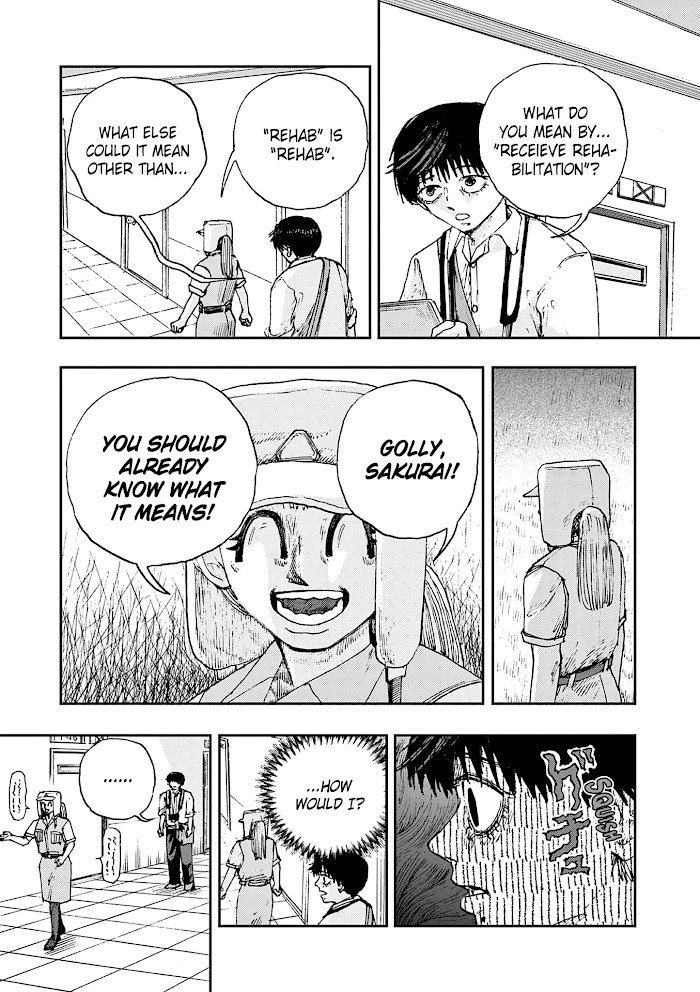 WHAT DO
YOU MEAN BY...
"RECEIEVE REHA-
BILITATION"?
"REHAB" IS
"REHAB".
WHAT ELSE
COULD IT MEAN
OTHER THAN...
GOLLY,
SAKURAI!
YOU SHOULD
ALREADY
KNOW WHAT
IT MEANS!
...HOW
WOULD I?
......